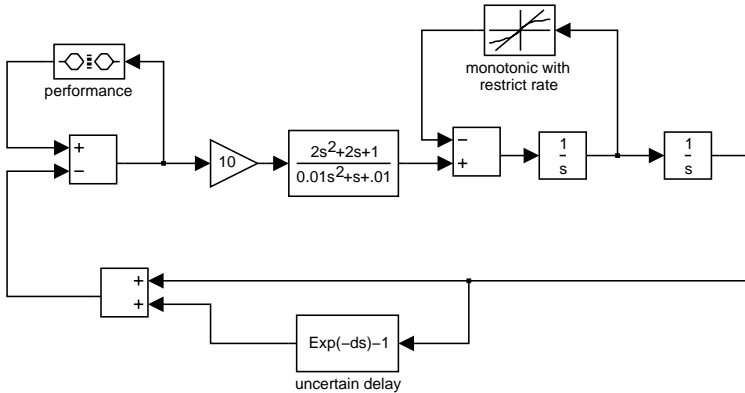 performance
+
−
10
2s²+2s+1
0.01s²+s+.01
−
+
monotonic with
restrict rate
1
s
1
s
+
+
Exp(−ds)−1
uncertain delay